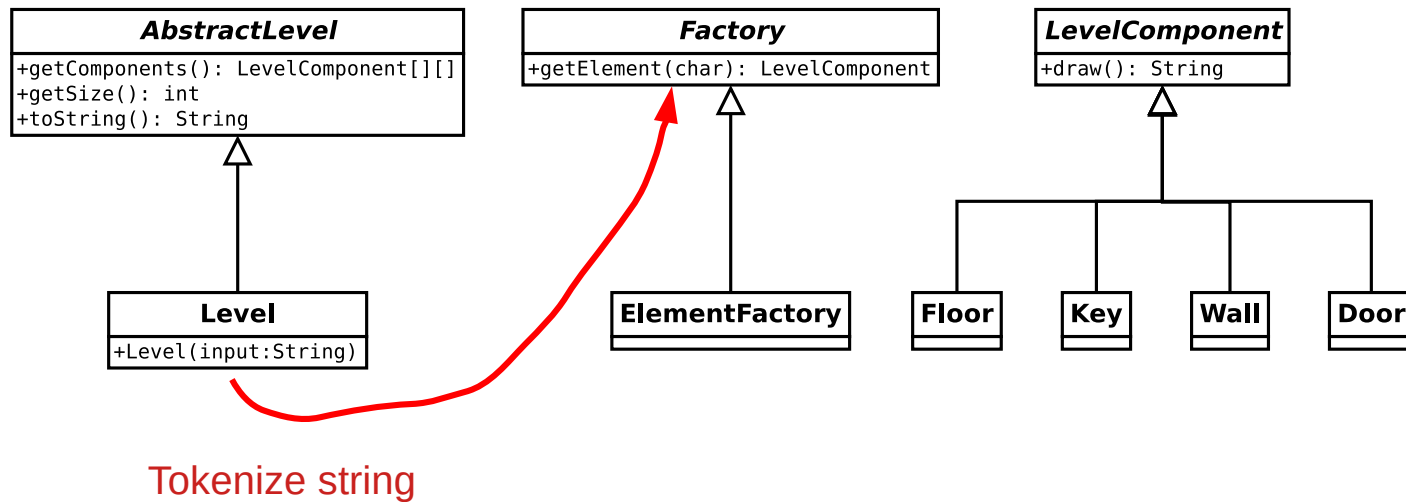 AbstractLevel
+getComponents(): LevelComponent[][]
+getSize(): int
+toString(): String
Factory
+getElement(char): LevelComponent
LevelComponent
+draw(): String
Level
+Level(input:String)
ElementFactory
Floor
Key
Wall
Door
Tokenize string